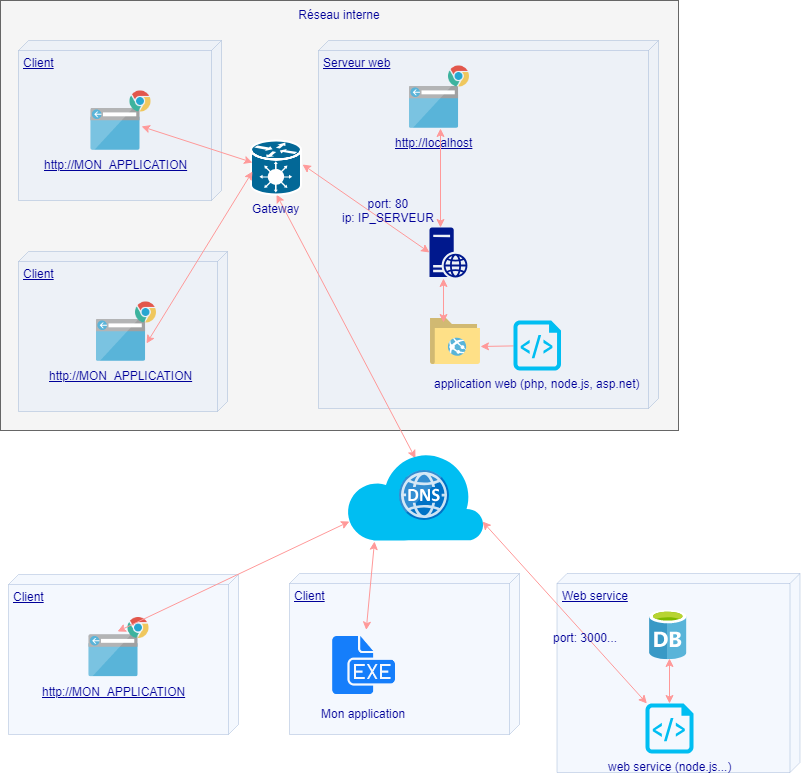 Réseau interne
Client
http://MON_APPLICATION
Serveur web
http://localhost
Gateway
port: 80
ip: IP_SERVEUR
Client
http://MON_APPLICATION
</>
application web (php, node.js, asp.net)
DNS
Client
http://MON_APPLICATION
Client
EXE
Mon application
Web service
DB
port: 3000...
</>
web service (node.js...)